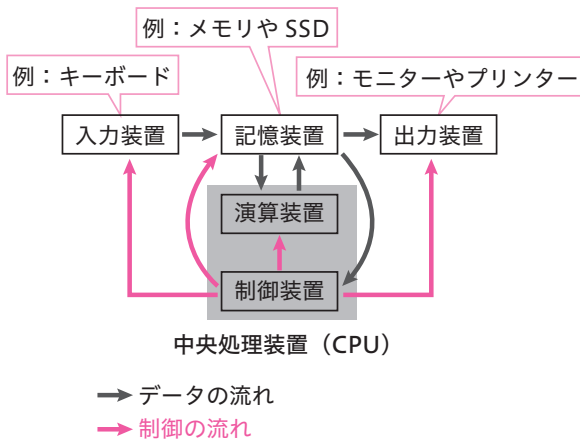 例：メモリや SSD
例：キーボード
例：モニターやプリンター
入力装置
記憶装置
出力装置
演算装置
制御装置
中央処理装置（CPU）
データの流れ
制御の流れ